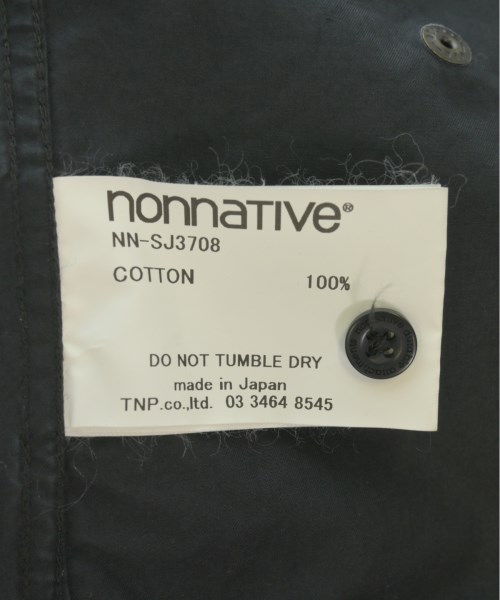 nonnative®
NN-SJ3708
COTTON 100%
DO NOT TUMBLE DRY
made in Japan
TNP.co.,ltd. 03 3464 8545